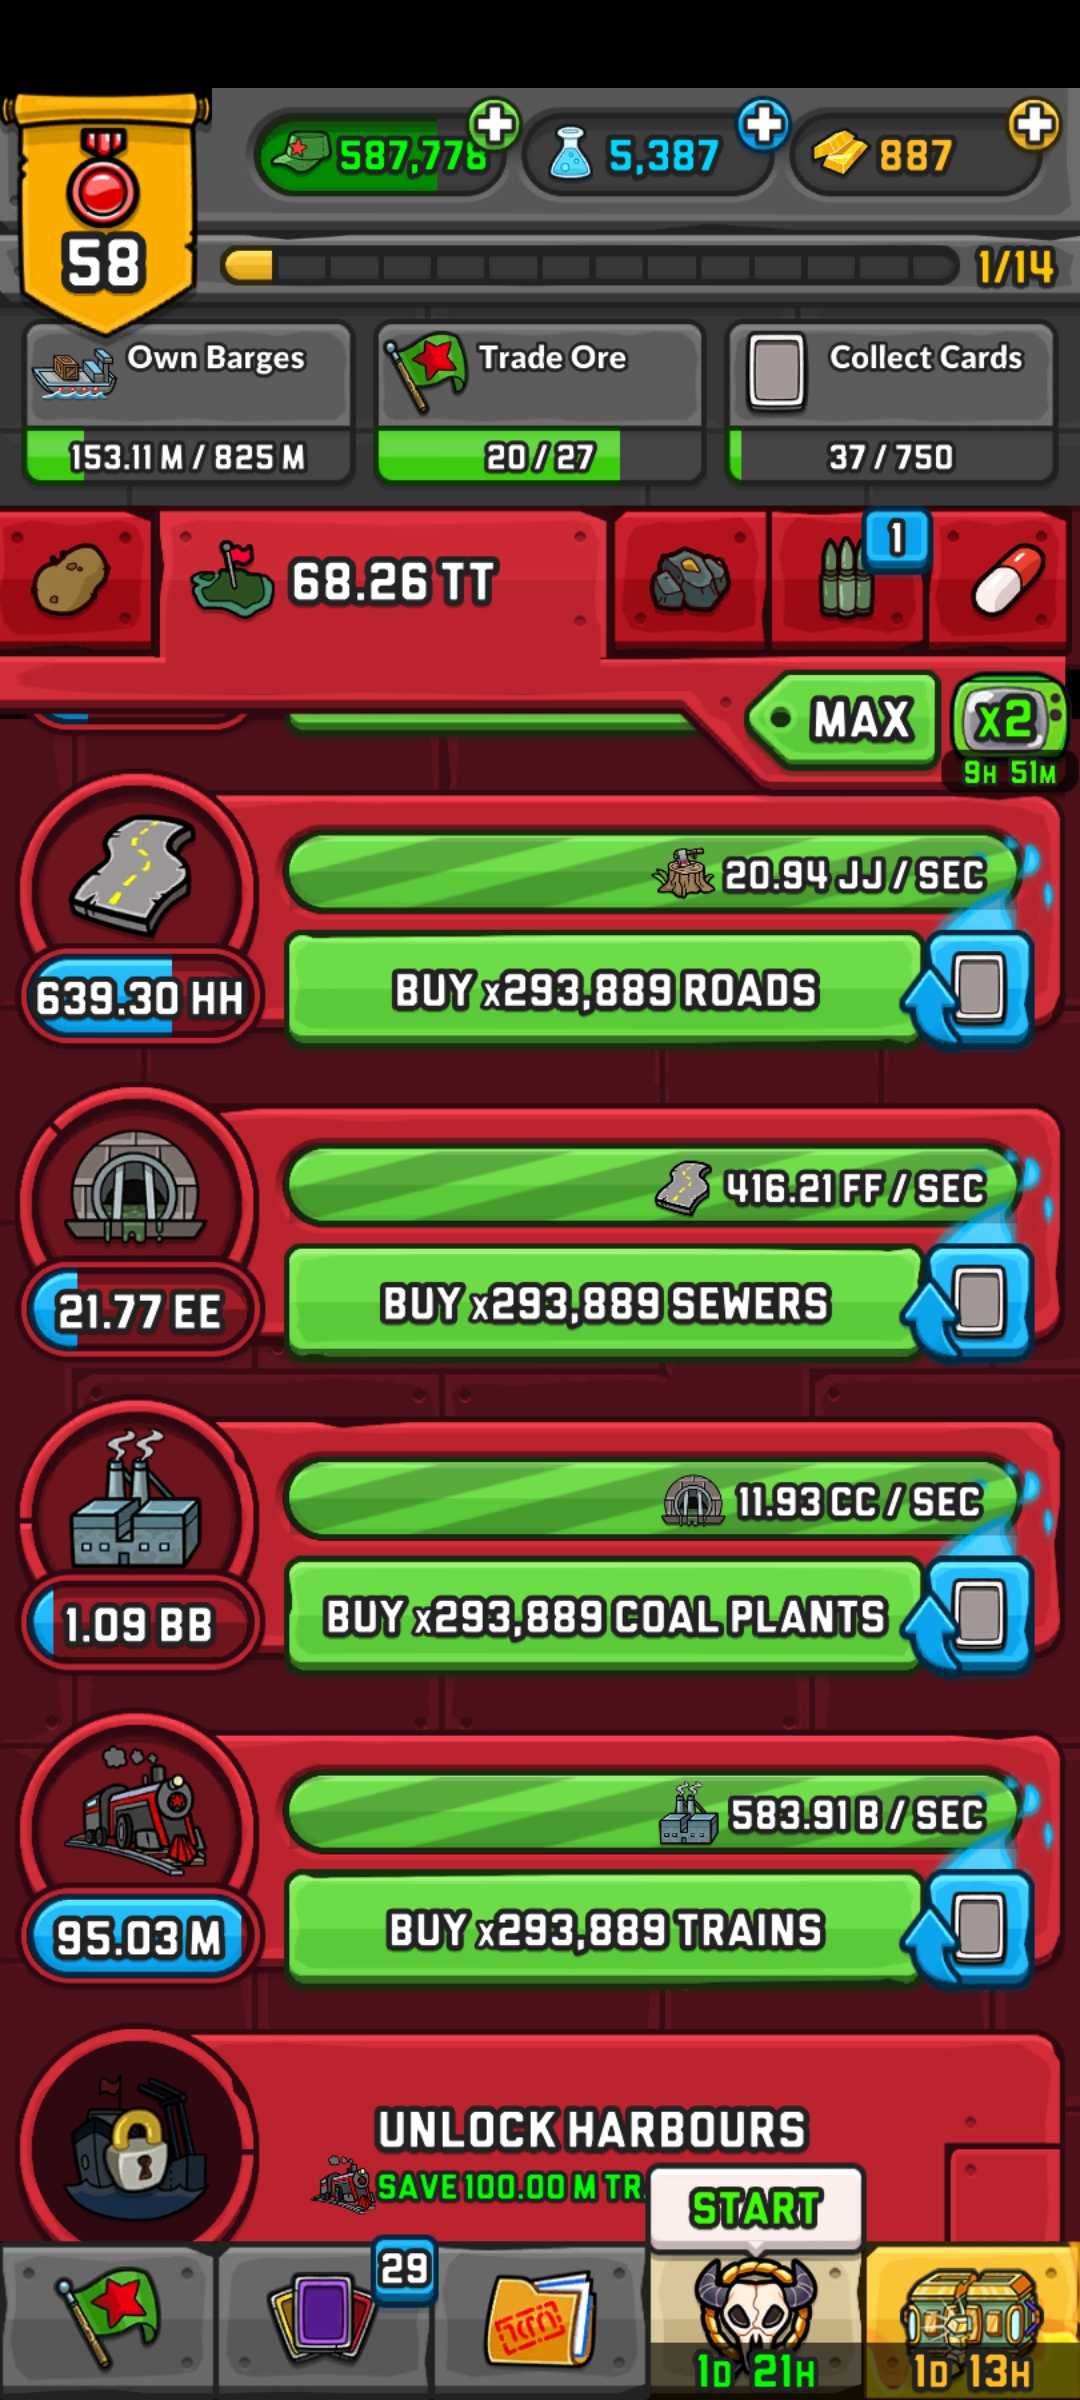 587,778
5,387
887
58
1/14
Own Barges
Trade Ore
Collect Cards
153.11 M / 825 M
20 / 27
37 / 750
68.26 TT
1
MAX
x2
9H 51M
20.94 JJ / SEC
639.30 HH
BUY x293,889 ROADS
416.21 FF / SEC
21.77 EE
BUY x293,889 SEWERS
11.93 CC / SEC
1.09 BB
BUY x293,889 COAL PLANTS
583.91 B / SEC
95.03 M
BUY x293,889 TRAINS
UNLOCK HARBOURS
SAVE 100.00 M TR
START
29
1D 21H
1D 13H